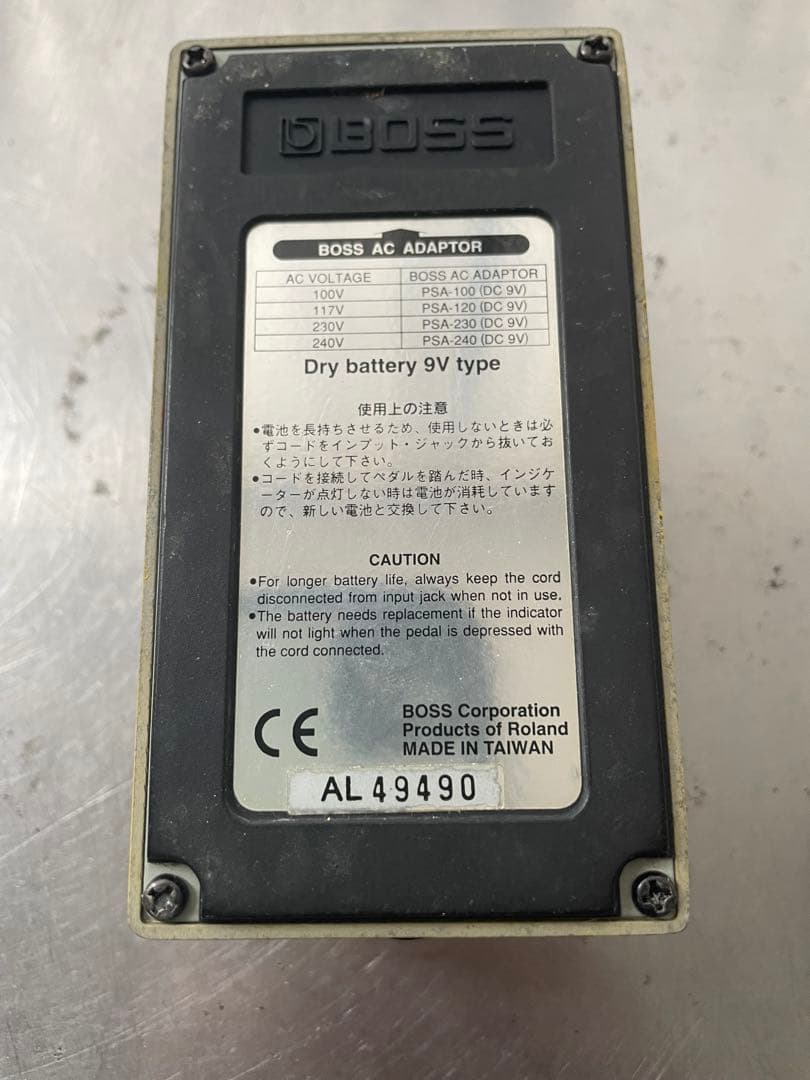 BOSS
BOSS AC ADAPTOR
AC VOLTAGE BOSS AC ADAPTOR
100V PSA-100 (DC 9V)
117V PSA-120 (DC 9V)
230V PSA-230 (DC 9V)
240V PSA-240 (DC 9V)
Dry battery 9V type
使用上の注意
●電池を長持ちさせるため、使用しないときは必
ずコードをインプット・ジャックから抜いてお
くようにして下さい。
●コードを接続してペダルを踏んだ時、インジケ
ーターが点灯しない時は電池が消耗しています
ので、新しい電池と交換して下さい。
CAUTION
●For longer battery life, always keep the cord
disconnected from input jack when not in use.
●The battery needs replacement if the indicator
will not light when the pedal is depressed with
the cord connected.
CE
BOSS Corporation
Products of Roland
MADE IN TAIWAN
AL49490